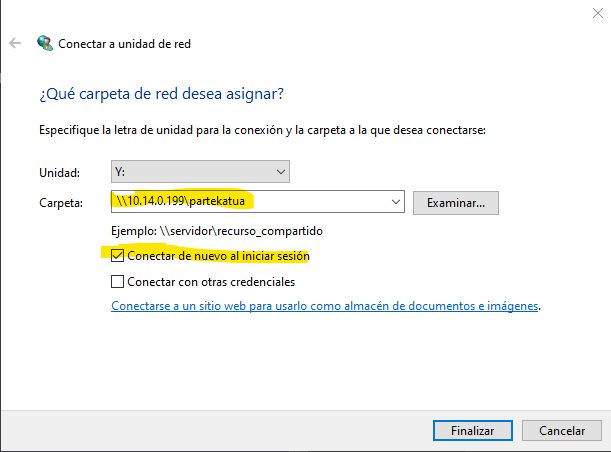 Conectar a unidad de red
¿Qué carpeta de red desea asignar?
Especifique la letra de unidad para la conexión y la carpeta a la que desea conectarse:
Unidad: Y:
Carpeta: \\10.14.0.199\partekatua Examinar...
Ejemplo: \\servidor\recurso_compartido
Conectar de nuevo al iniciar sesión
Conectar con otras credenciales
Conectarse a un sitio web para usarlo como almacén de documentos e imágenes.
Finalizar Cancelar